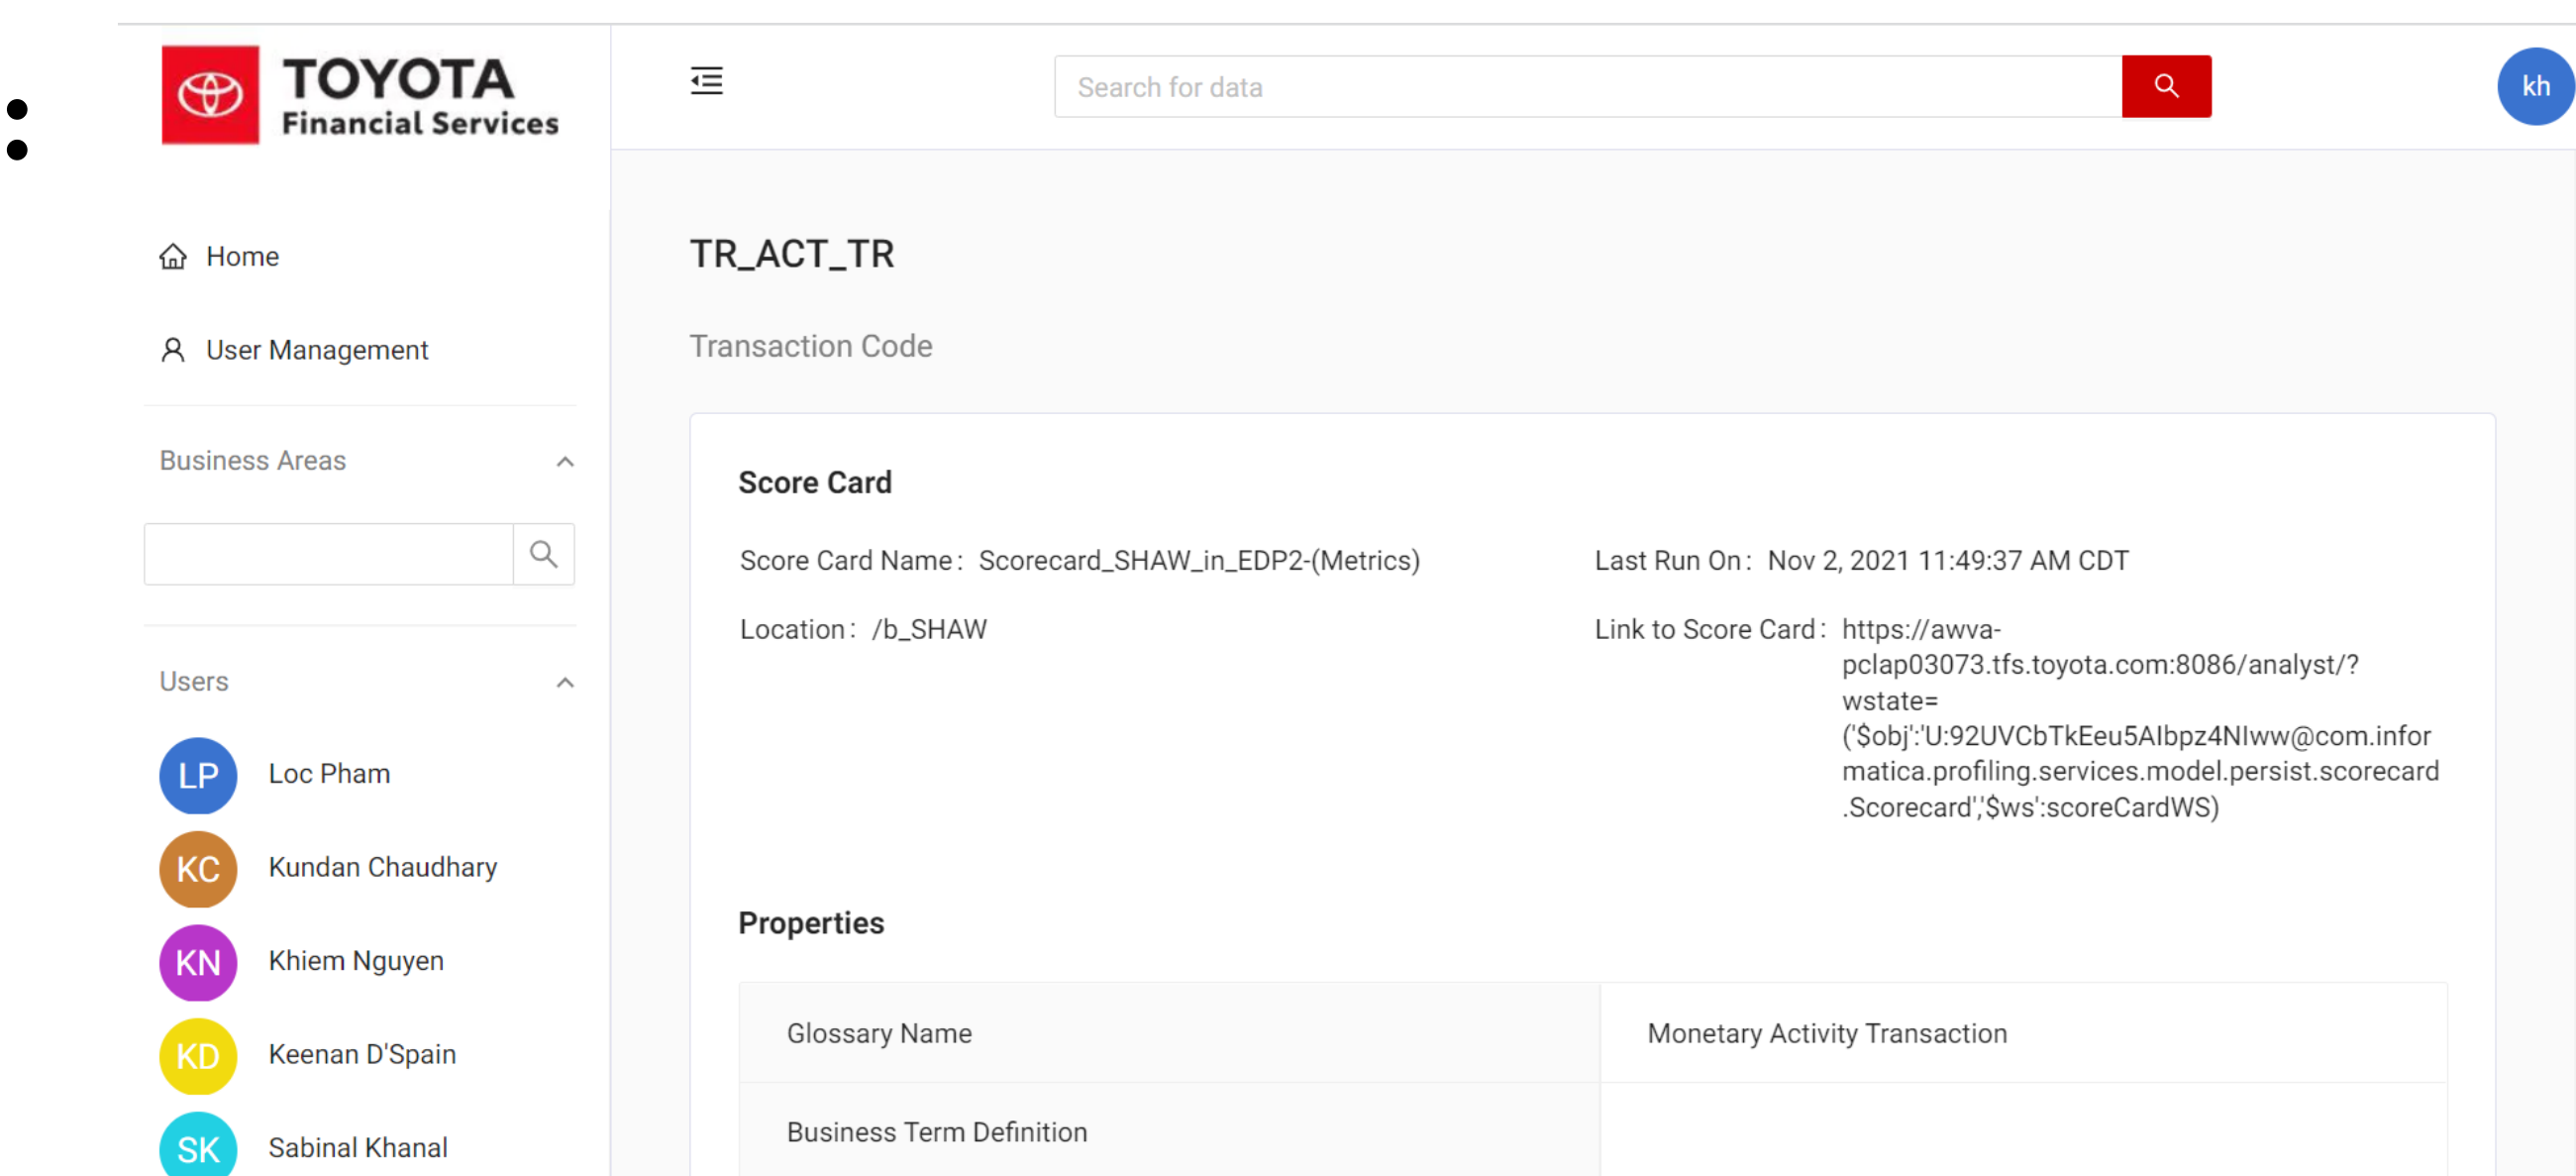 TOYOTA
Financial Services
Search for data
kh
Home
User Management
Business Areas
Users
LP Loc Pham
KC Kundan Chaudhary
KN Khiem Nguyen
KD Keenan D'Spain
SK Sabinal Khanal
TR_ACT_TR
Transaction Code
Score Card
Score Card Name: Scorecard_SHAW_in_EDP2-(Metrics)
Last Run On: Nov 2, 2021 11:49:37 AM CDT
Location: /b_SHAW
Link to Score Card: https://awva-
pclap03073.tfs.toyota.com:8086/analyst/?
wstate=
('$obj':'U:92UVCbTkEeu5AIbpz4NIww@com.infor
matica.profiling.services.model.persist.scorecard
.Scorecard','$ws':scoreCardWS)
Properties
Glossary Name Monetary Activity Transaction
Business Term Definition